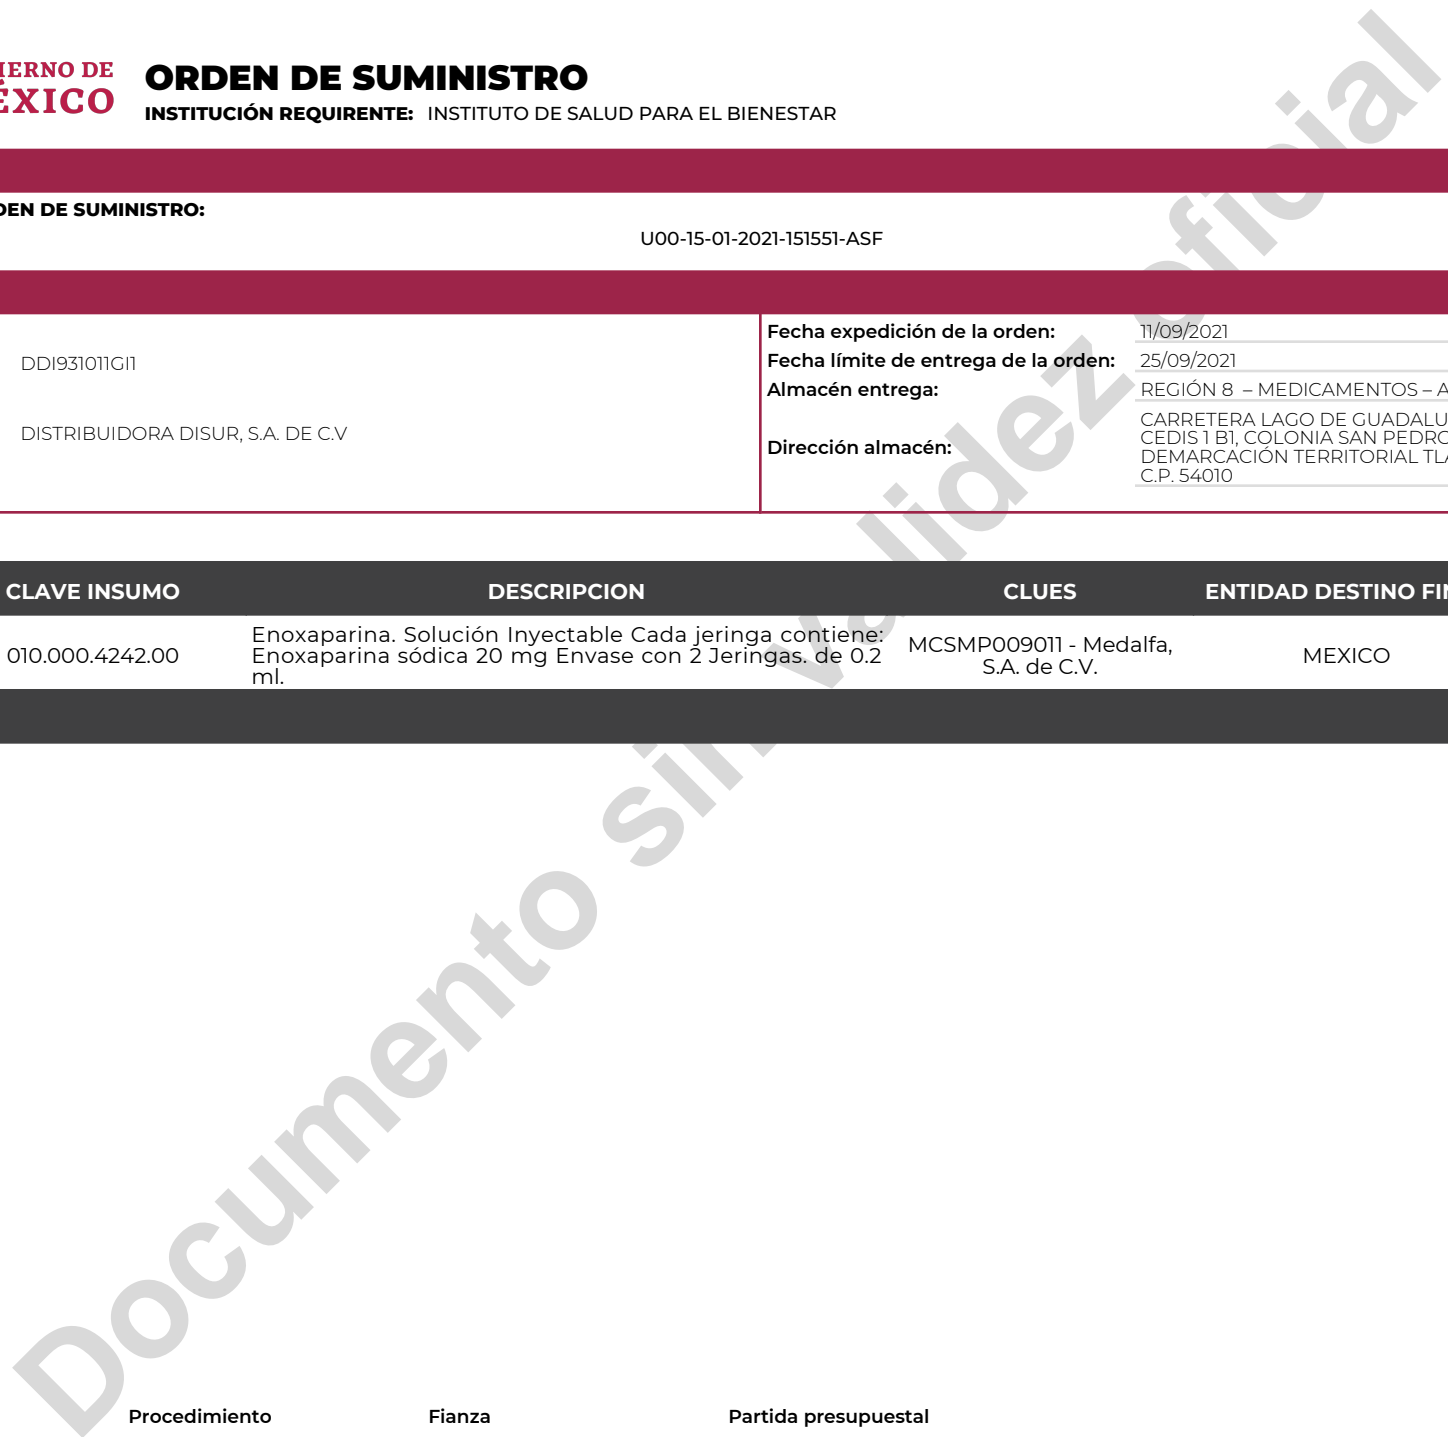 IERNO DE
ÉXICO
ORDEN DE SUMINISTRO
INSTITUCIÓN REQUIRENTE: INSTITUTO DE SALUD PARA EL BIENESTAR
DEN DE SUMINISTRO:
U00-15-01-2021-151551-ASF
DDI931011GI1
DISTRIBUIDORA DISUR, S.A. DE C.V
Fecha expedición de la orden: 11/09/2021
Fecha límite de entrega de la orden: 25/09/2021
Almacén entrega: REGIÓN 8 – MEDICAMENTOS – A
Dirección almacén:
CARRETERA LAGO DE GUADALU
CEDIS 1 B1, COLONIA SAN PEDRO
DEMARCACIÓN TERRITORIAL TLA
C.P. 54010
CLAVE INSUMO DESCRIPCION CLUES ENTIDAD DESTINO FIN
010.000.4242.00
Enoxaparina. Solución Inyectable Cada jeringa contiene:
Enoxaparina sódica 20 mg Envase con 2 Jeringas. de 0.2
ml.
MCSMP009011 - Medalfa,
S.A. de C.V.
MEXICO
Documento sin validez oficial
Procedimiento Fianza Partida presupuestal